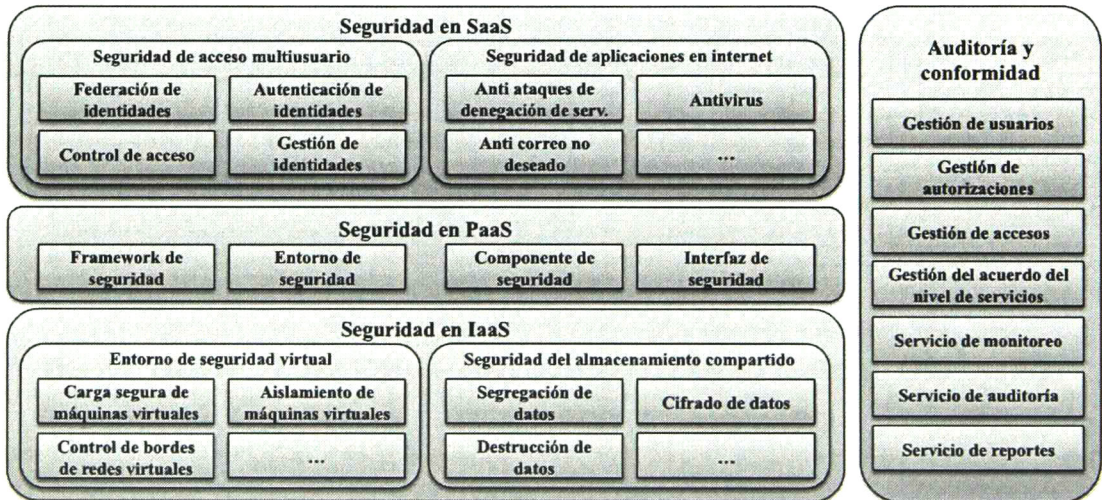 Seguridad en SaaS
Seguridad de acceso multiusuario
Federación de
identidades
Autenticación de
identidades
Control de acceso
Gestión de
identidades
Seguridad de aplicaciones en internet
Anti ataques de
denegación de serv.
Antivirus
Anti correo no
deseado
...
Seguridad en PaaS
Framework de
seguridad
Entorno de
seguridad
Componente de
seguridad
Interfaz de
seguridad
Seguridad en IaaS
Entorno de seguridad virtual
Carga segura de
máquinas virtuales
Aislamiento de
máquinas virtuales
Control de bordes
de redes virtuales
...
Seguridad del almacenamiento compartido
Segregación de
datos
Cifrado de datos
Destrucción de
datos
...
Auditoría y
conformidad
Gestión de usuarios
Gestión de
autorizaciones
Gestión de accesos
Gestión del acuerdo del
nivel de servicios
Servicio de monitoreo
Servicio de auditoría
Servicio de reportes